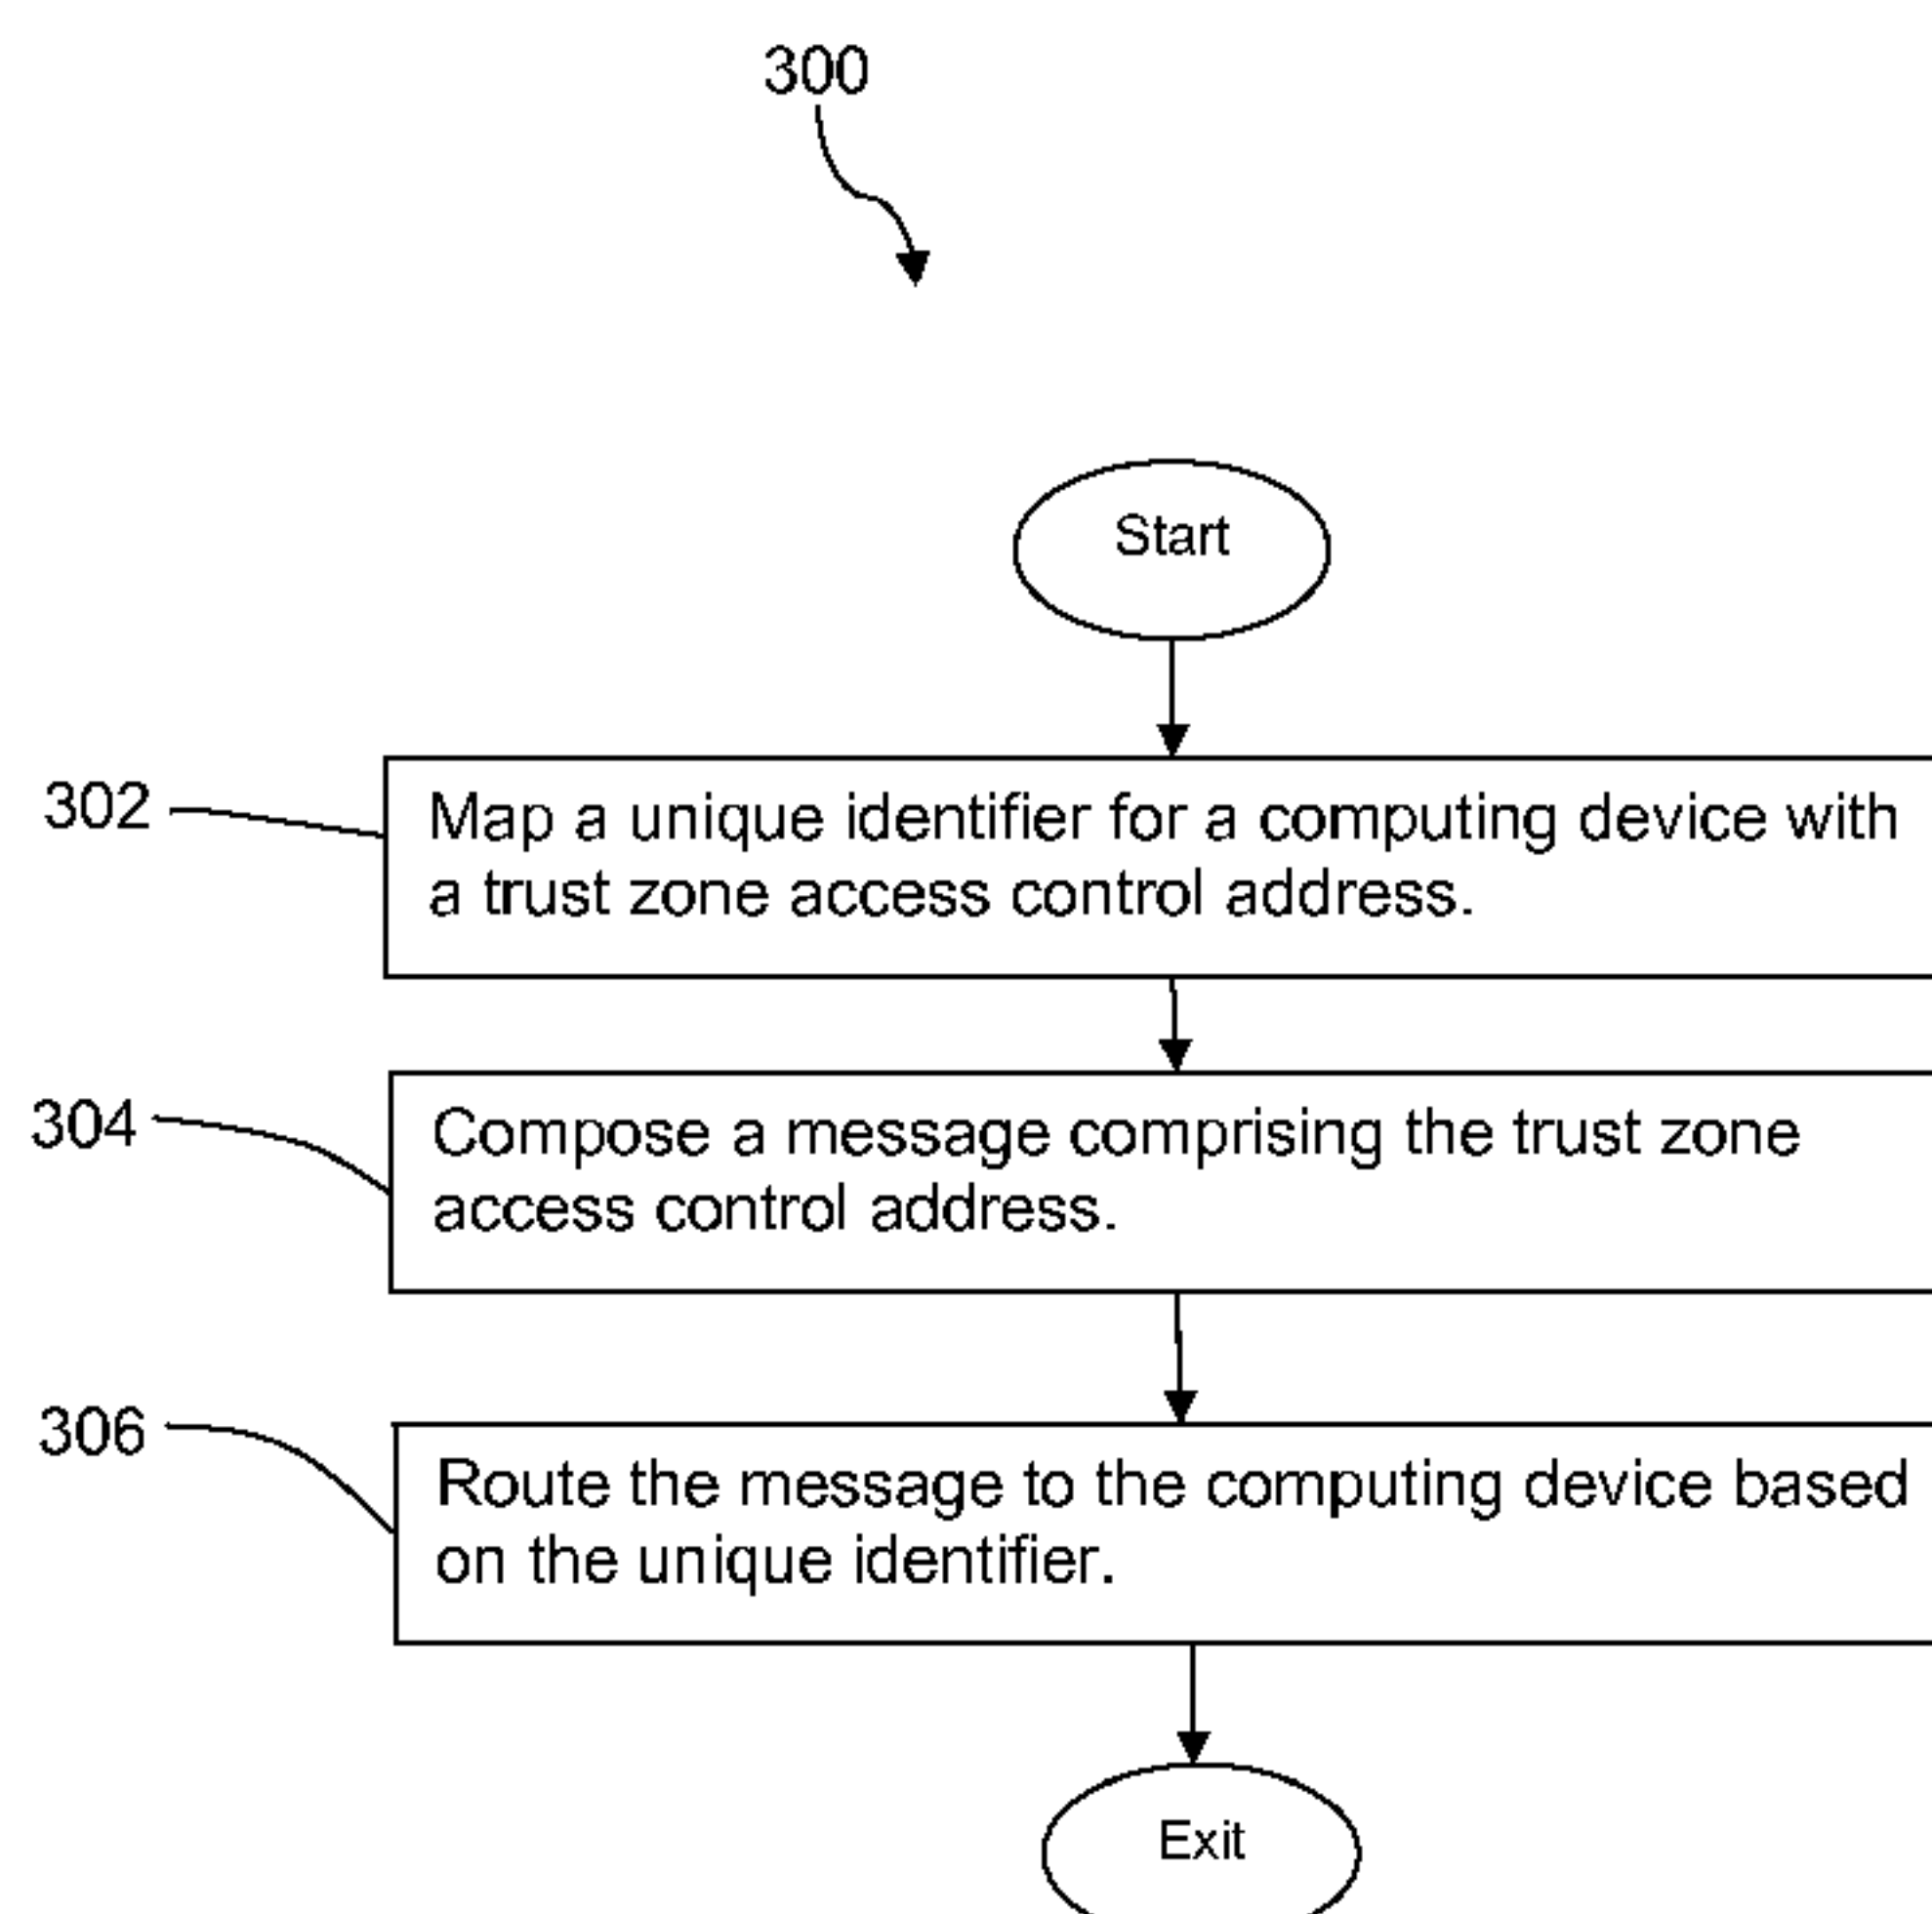 300
Start
302
Map a unique identifier for a computing device with
a trust zone access control address.
304
Compose a message comprising the trust zone
access control address.
306
Route the message to the computing device based
on the unique identifier.
Exit